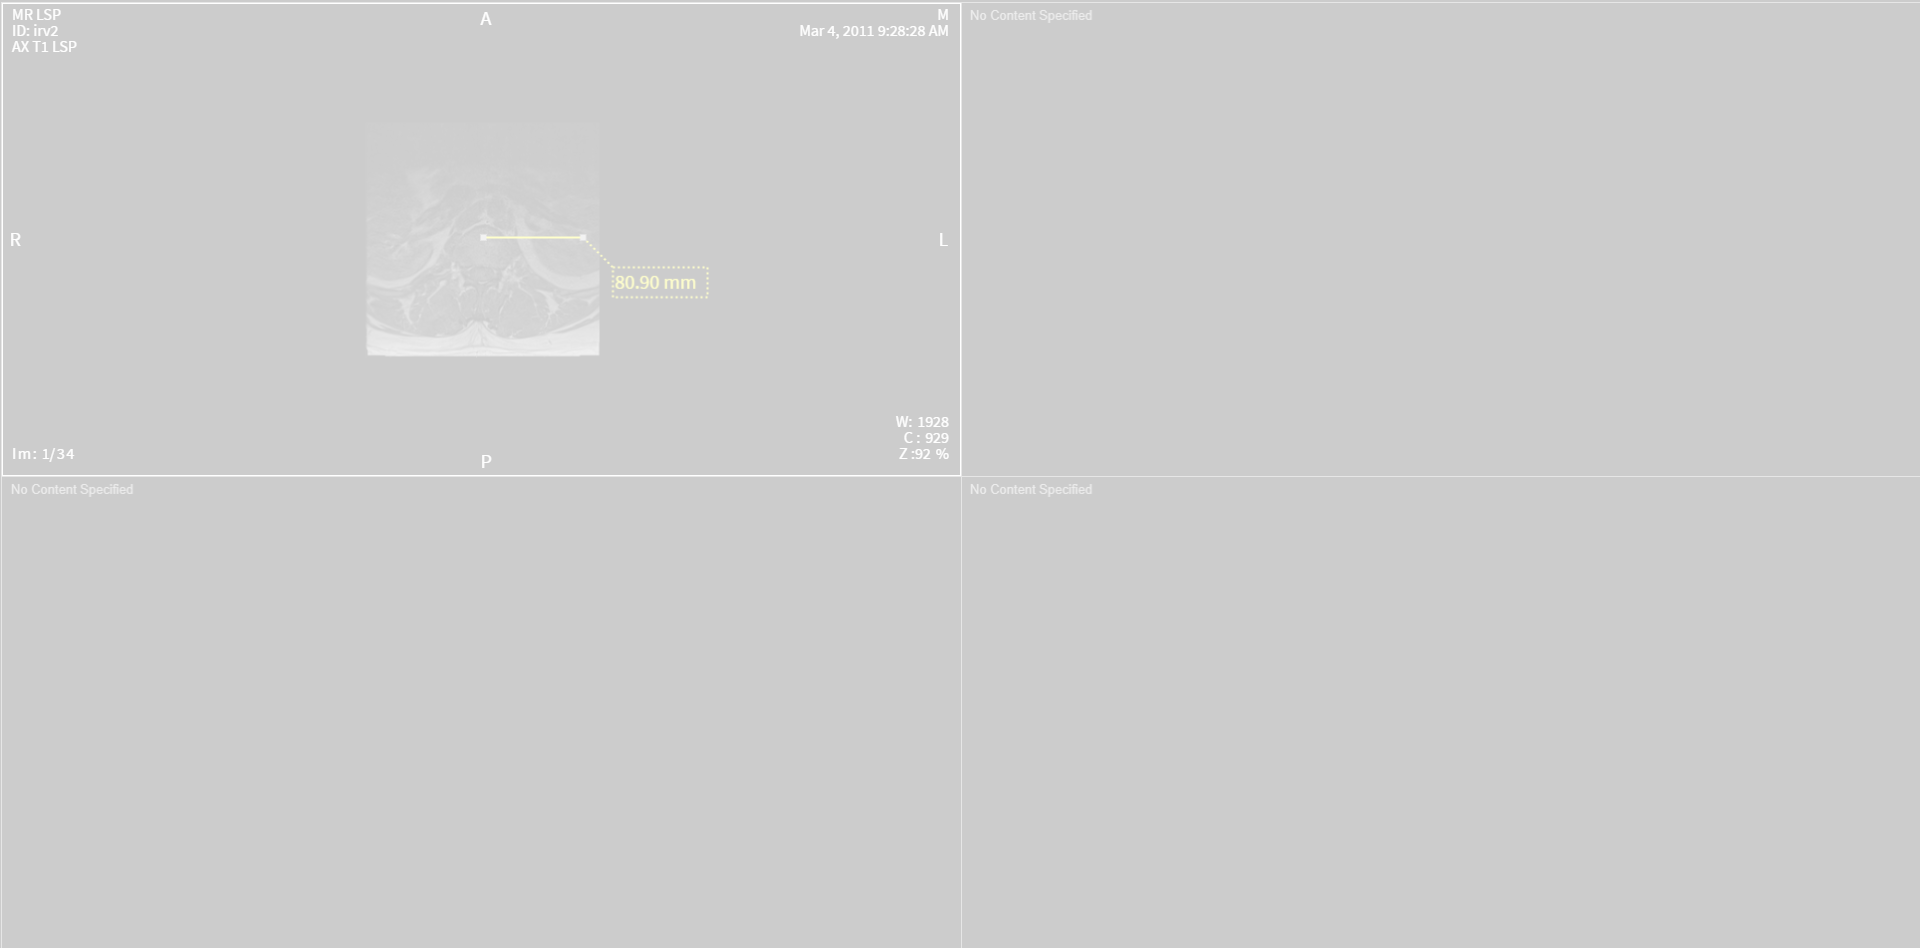 MR LSP
ID: irv2
AX T1 LSP
A
M
Mar 4, 2011 9:28:28 AM
No Content Specified
R
L
80.90 mm
W: 1928
C : 929
Z :92 %
Im: 1/34
P
No Content Specified
No Content Specified